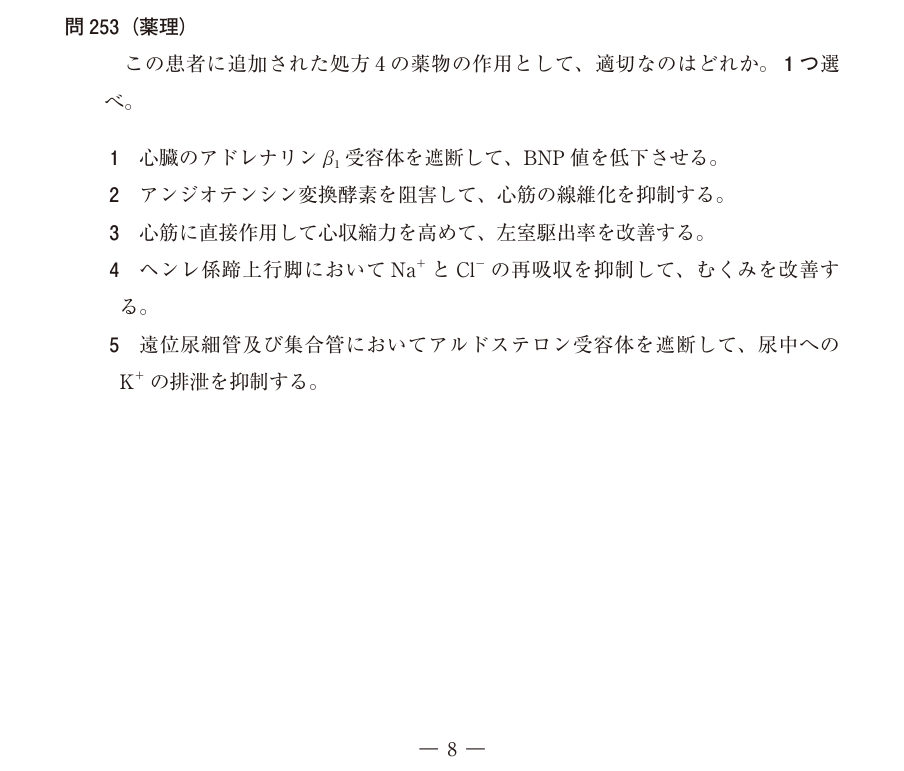 問 253（薬理）
この患者に追加された処方４の薬物の作用として、適切なのはどれか。１つ選
べ。
1 心臓のアドレナリンβ₁受容体を遮断して、BNP 値を低下させる。
2 アンジオテンシン変換酵素を阻害して、心筋の線維化を抑制する。
3 心筋に直接作用して心収縮力を高めて、左室駆出率を改善する。
4 ヘンレ係蹄上行脚において Na⁺ と Cl⁻ の再吸収を抑制して、むくみを改善す
る。
5 遠位尿細管及び集合管においてアルドステロン受容体を遮断して、尿中への
K⁺ の排泄を抑制する。
— 8 —